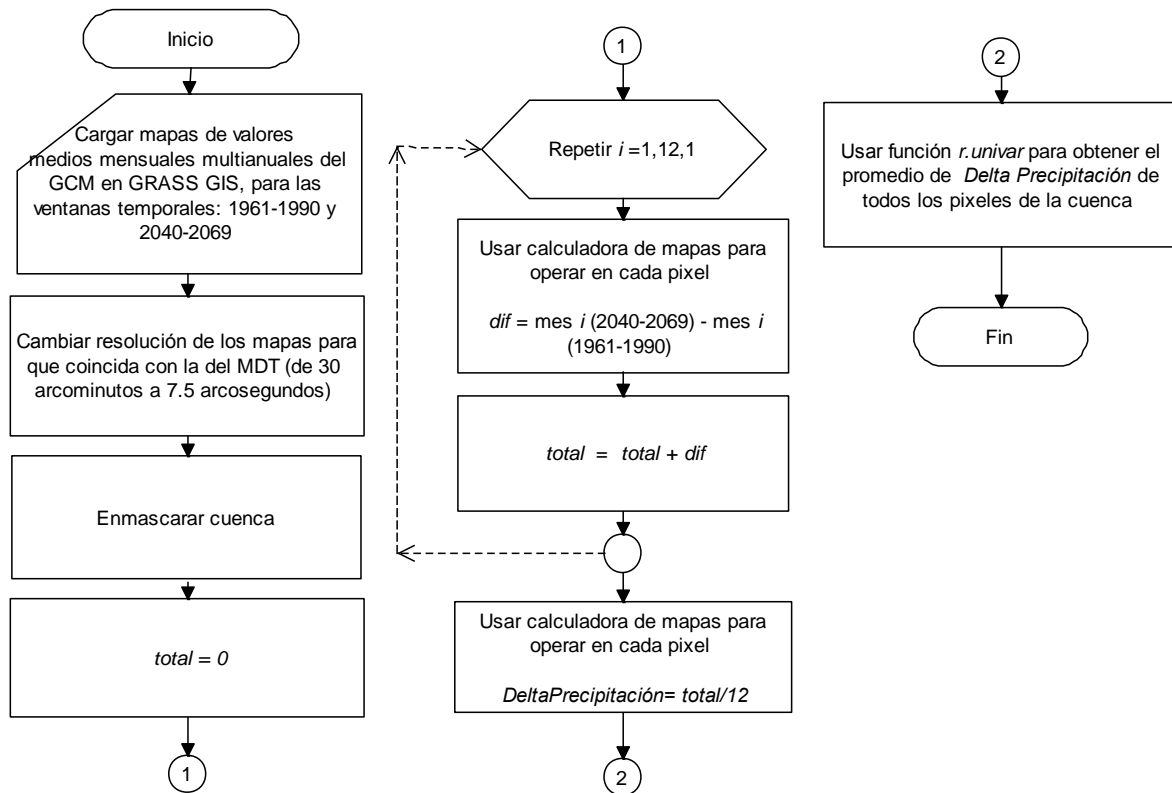 Inicio
Cargar mapas de valores
medios mensuales multianuales del
GCM en GRASS GIS, para las
ventanas temporales: 1961-1990 y
2040-2069
Cambiar resolución de los mapas para
que coincida con la del MDT (de 30
arcominutos a 7.5 arcosegundos)
Enmascarar cuenca
total = 0
1
1
Repetir i =1,12,1
Usar calculadora de mapas para
operar en cada pixel
dif = mes i (2040-2069) - mes i
(1961-1990)
total = total + dif
Usar calculadora de mapas para
operar en cada pixel
DeltaPrecipitación= total/12
2
2
Usar función r.univar para obtener el
promedio de Delta Precipitación de
todos los pixeles de la cuenca
Fin